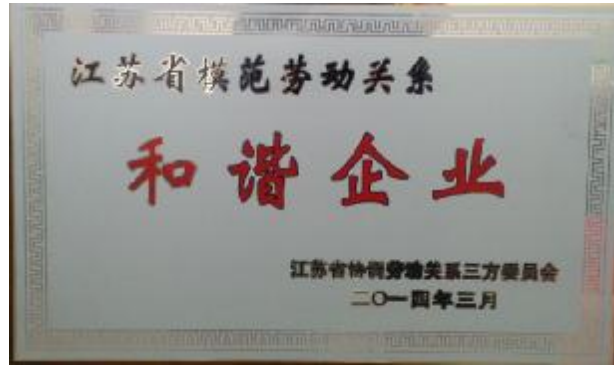 江苏省模范劳动关系
和谐企业
江苏省协调劳动关系三方委员会
二〇一四年三月